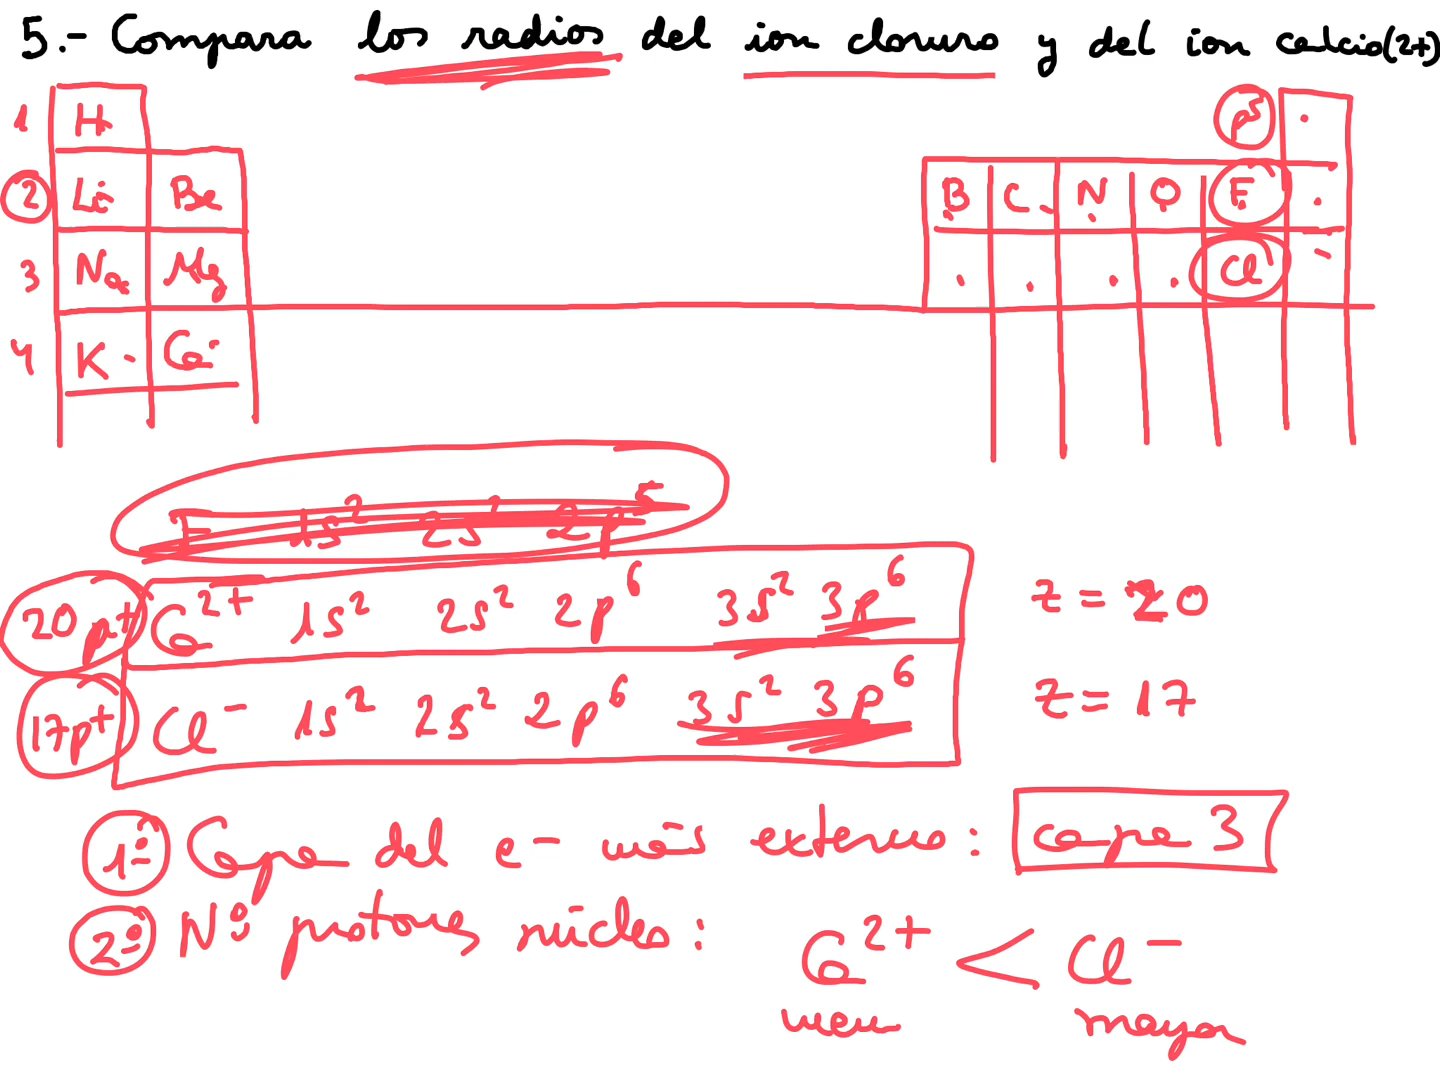 5.- Compara los radios del ion cloruro y del ion calcio(2+)
1 H p⁵
2 Li Be B C N O F
3 Na Mg Cl
4 K Ca
F 1s² 2s² 2p⁵
20 p+ Ca²⁺ 1s² 2s² 2p⁶ 3s² 3p⁶ z = 20
17p⁺ Cl⁻ 1s² 2s² 2p⁶ 3s² 3p⁶ z = 17
1º Capa del e⁻ más externo: capa 3
2º Nº protones núcleo: Ca²⁺ < Cl⁻
mayor